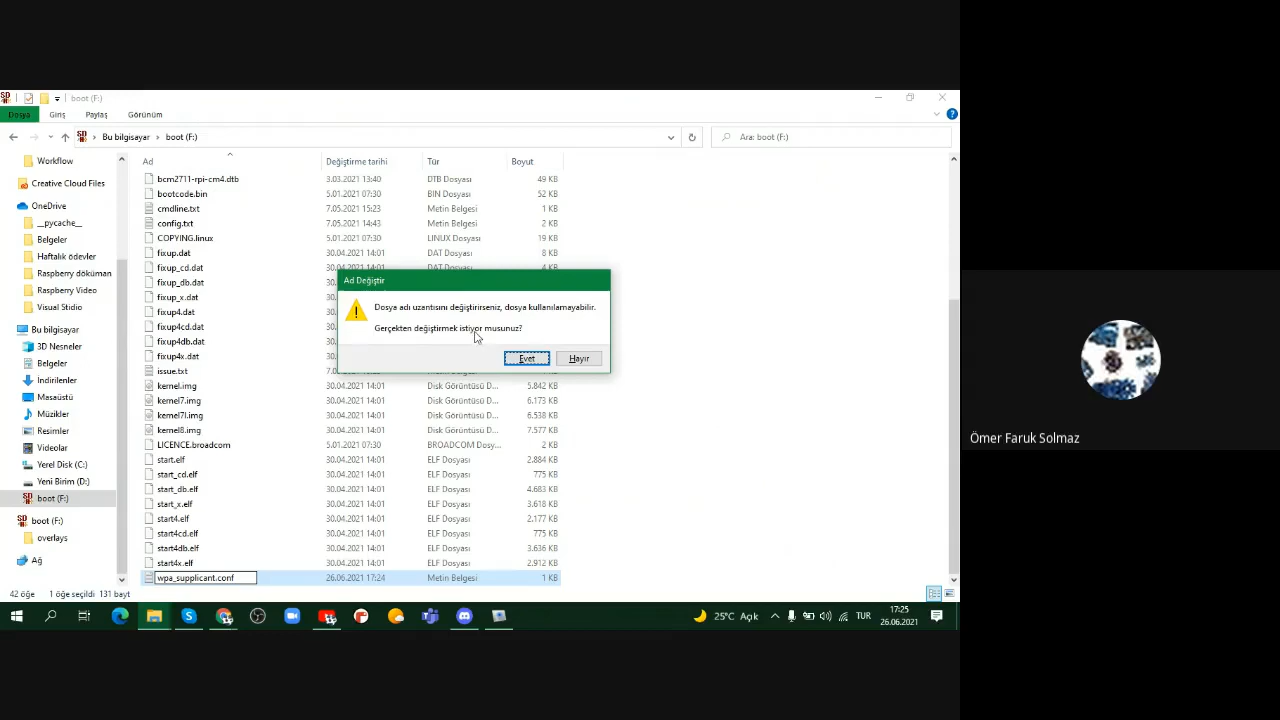 boot (F:)
Dosya Giriş Paylaş Görünüm
Bu bilgisayar > boot (F:)
Ara: boot (F:)
Workflow
Creative Cloud Files
OneDrive
__pycache__
Belgeler
Haftalık ödevler
Raspberry döküman
Raspberry Video
Visual Stidio
Bu bilgisayar
3D Nesneler
Belgeler
İndirilenler
Masaüstü
Müzikler
Resimler
Videolar
Yerel Disk (C:)
Yeni Birim (D:)
boot (F:)
boot (F:)
overlays
Ağ
Ad Değiştirme tarihi Tür Boyut
bcm2711-rpi-cm4.dtb 3.03.2021 13:40 DTB Dosyası 49 KB
bootcode.bin 5.01.2021 07:30 BIN Dosyası 52 KB
cmdline.txt 7.05.2021 15:23 Metin Belgesi 1 KB
config.txt 7.05.2021 14:43 Metin Belgesi 2 KB
COPYING.linux 5.01.2021 07:30 LINUX Dosyası 19 KB
fixup.dat 30.04.2021 14:01 DAT Dosyası 8 KB
fixup_cd.dat 30.04.2021 14:01 DAT Dosyası 4 KB
fixup_db.dat
fixup_x.dat
fixup4.dat
fixup4cd.dat
fixup4db.dat
fixup4x.dat
issue.txt
kernel.img 30.04.2021 14:01 Disk Görüntüsü D... 5.842 KB
kernel7.img 30.04.2021 14:01 Disk Görüntüsü D... 6.173 KB
kernel7l.img 30.04.2021 14:01 Disk Görüntüsü D... 6.538 KB
kernel8.img 30.04.2021 14:01 Disk Görüntüsü D... 7.577 KB
LICENCE.broadcom 5.01.2021 07:30 BROADCOM Dosy... 2 KB
start.elf 30.04.2021 14:01 ELF Dosyası 2.884 KB
start_cd.elf 30.04.2021 14:01 ELF Dosyası 775 KB
start_db.elf 30.04.2021 14:01 ELF Dosyası 4.683 KB
start_x.elf 30.04.2021 14:01 ELF Dosyası 3.618 KB
start4.elf 30.04.2021 14:01 ELF Dosyası 2.177 KB
start4cd.elf 30.04.2021 14:01 ELF Dosyası 775 KB
start4db.elf 30.04.2021 14:01 ELF Dosyası 3.636 KB
start4x.elf 30.04.2021 14:01 ELF Dosyası 2.912 KB
wpa_supplicant.conf 26.06.2021 17:24 Metin Belgesi 1 KB
Ad Değiştir
Dosya adı uzantısını değiştirirseniz, dosya kullanılamayabilir.
Gerçekten değiştirmek istiyor musunuz?
Evet Hayır
42 öğe 1 öğe seçildi 131 bayt
25°C Açık
TUR
17:25
26.06.2021
Ömer Faruk Solmaz